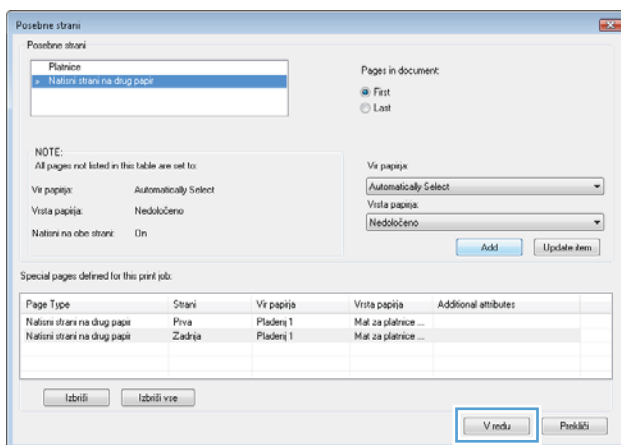 Posebne strani
Posebne strani
Platnice
» Natisni strani na drug papir
Pages in document:
First
Last
NOTE:
All pages not listed in this table are set to:
Vir papirja: Automatically Select
Vrsta papirja: Nedoločeno
Natisni na obe strani: On
Vir papirja:
Automatically Select
Vrsta papirja:
Nedoločeno
Add Update item
Special pages defined for this print job:
Page Type Strani Vir papirja Vrsta papirja Additional attributes
Natisni strani na drug papir Prva Pladenj 1 Mat za platnice ...
Natisni strani na drug papir Zadnja Pladenj 1 Mat za platnice ...
Izbriši Izbriši vse
V redu Prekliči